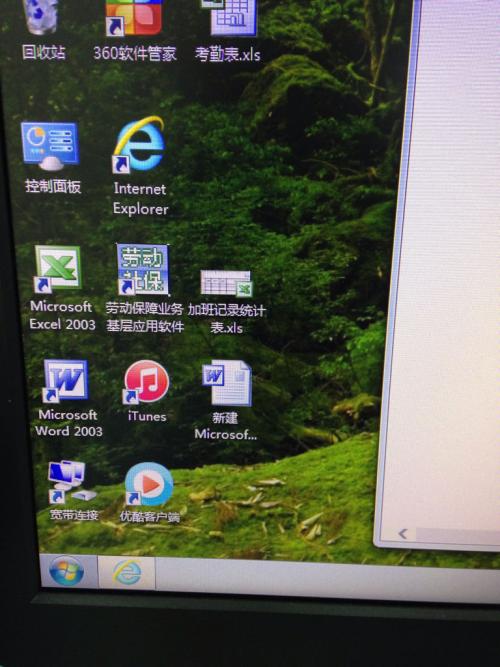 回收站
360软件管家
考勤表.xls
控制面板
Internet
Explorer
劳动
社保
Microsoft
Excel 2003
劳动保障业务
基层应用软件
加班记录统计
表.xls
Microsoft
Word 2003
iTunes
新建
Microsof...
宽带连接
优酷客户端